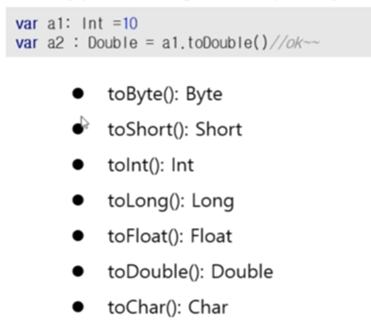 var a1: Int =10
var a2 : Double = a1.toDouble()//ok~~
● toByte(): Byte
● toShort(): Short
● toInt(): Int
● toLong(): Long
● toFloat(): Float
● toDouble(): Double
● toChar(): Char